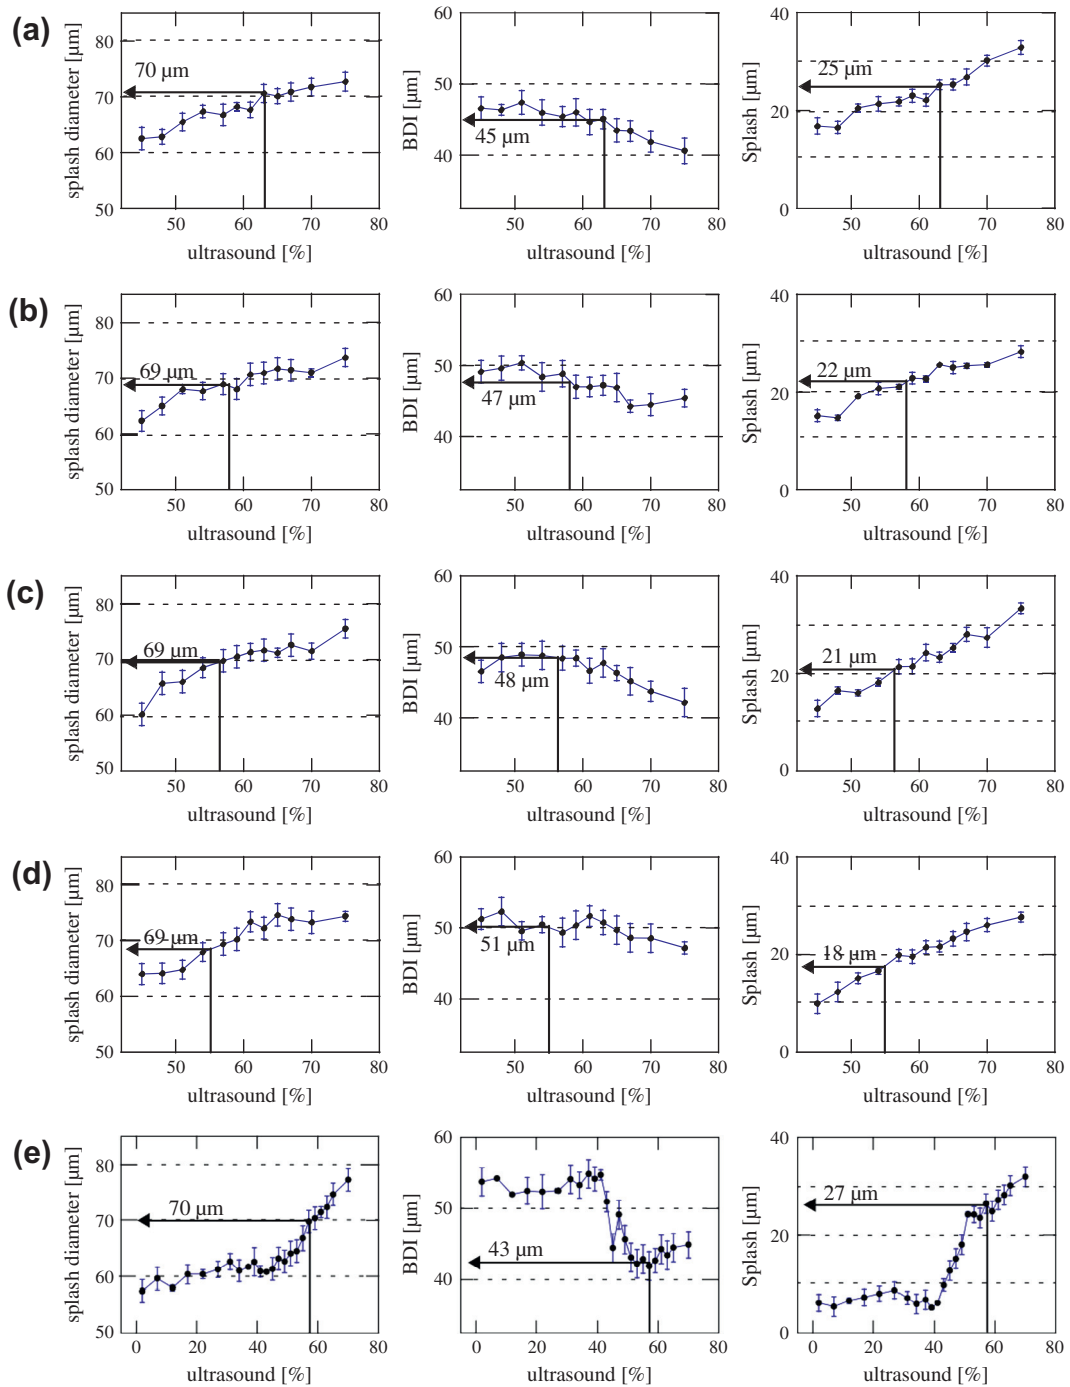 (a)
splash diameter [µm]
80
70
60
50
70 µm
50 60 70 80
ultrasound [%]
BDI [µm]
60
50
40
45 µm
50 60 70 80
ultrasound [%]
Splash [µm]
40
20
0
25 µm
50 60 70 80
ultrasound [%]
(b)
splash diameter [µm]
80
70
60
50
69 µm
50 60 70 80
ultrasound [%]
BDI [µm]
60
50
40
47 µm
50 60 70 80
ultrasound [%]
Splash [µm]
40
20
0
22 µm
50 60 70 80
ultrasound [%]
(c)
splash diameter [µm]
80
70
60
50
69 µm
50 60 70 80
ultrasound [%]
BDI [µm]
60
50
40
48 µm
50 60 70 80
ultrasound [%]
Splash [µm]
40
20
0
21 µm
50 60 70 80
ultrasound [%]
(d)
splash diameter [µm]
80
70
60
50
69 µm
50 60 70 80
ultrasound [%]
BDI [µm]
60
50
40
51 µm
50 60 70 80
ultrasound [%]
Splash [µm]
40
20
0
18 µm
50 60 70 80
ultrasound [%]
(e)
splash diameter [µm]
80
70
60
50
70 µm
0 20 40 60 80
ultrasound [%]
BDI [µm]
60
50
40
43 µm
0 20 40 60 80
ultrasound [%]
Splash [µm]
40
20
0
27 µm
0 20 40 60 80
ultrasound [%]